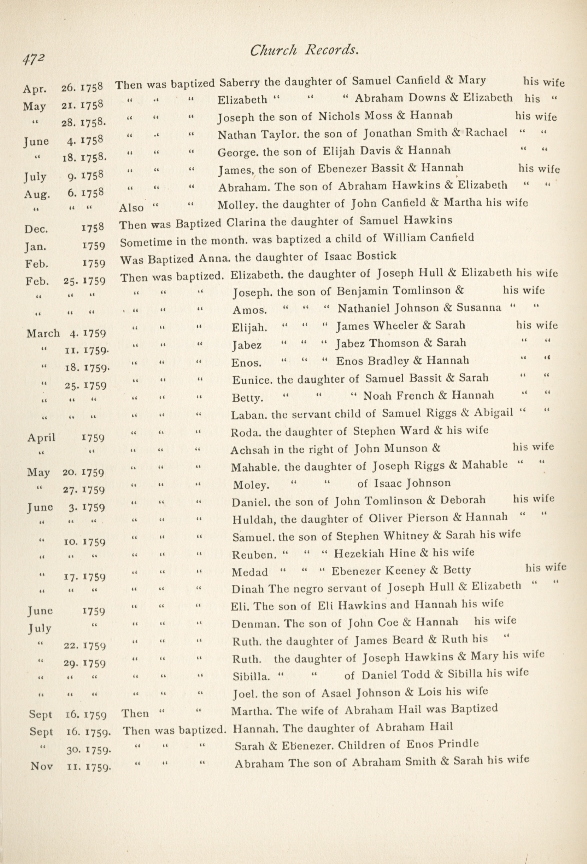 472
Church Records.
Apr. 26. 1758 Then was baptized Saberry the daughter of Samuel Canfield & Mary his wife
May 21. 1758 “ “ “ Elizabeth “ “ “ Abraham Downs & Elizabeth his “
“ 28. 1758. “ “ “ Joseph the son of Nichols Moss & Hannah his wife
June 4. 1758 “ “ “ Nathan Taylor. the son of Jonathan Smith & Rachael “ “
“ 18. 1758. “ “ “ George. the son of Elijah Davis & Hannah “ “
July 9. 1758 “ “ “ James, the son of Ebenezer Bassit & Hannah his wife
Aug. 6. 1758 “ “ “ Abraham. The son of Abraham Hawkins & Elizabeth “ “
“ “ “ Also “ “ Molley. the daughter of John Canfield & Martha his wife
Dec. 1758 Then was Baptized Clarina the daughter of Samuel Hawkins
Jan. 1759 Sometime in the month. was baptized a child of William Canfield
Feb. 1759 Was Baptized Anna. the daughter of Isaac Bostick
Feb. 25. 1759 Then was baptized. Elizabeth. the daughter of Joseph Hull & Elizabeth his wife
“ “ “ “ “ “ Joseph. the son of Benjamin Tomlinson & his wife
“ “ “ “ “ “ Amos. “ “ “ Nathaniel Johnson & Susanna “ “
March 4. 1759 “ “ “ Elijah. “ “ “ James Wheeler & Sarah his wife
“ 11. 1759. “ “ “ Jabez “ “ “ Jabez Thomson & Sarah “ “
“ 18. 1759. “ “ “ Enos. “ “ “ Enos Bradley & Hannah “ “
“ 25. 1759 “ “ “ Eunice. the daughter of Samuel Bassit & Sarah “ “
“ “ “ “ “ “ Betty. “ “ “ Noah French & Hannah “ “
“ “ “ “ “ “ Laban. the servant child of Samuel Riggs & Abigail “ “
April 1759 “ “ “ Roda. the daughter of Stephen Ward & his wife
“ “ “ “ “ Achsah in the right of John Munson & his wife
May 20. 1759 “ “ “ Mahable. the daughter of Joseph Riggs & Mahable “ “
“ 27. 1759 “ “ “ Moley. “ “ of Isaac Johnson
June 3. 1759 “ “ “ Daniel. the son of John Tomlinson & Deborah his wife
“ “ “ “ “ “ Huldah, the daughter of Oliver Pierson & Hannah “ “
“ 10. 1759 “ “ “ Samuel. the son of Stephen Whitney & Sarah his wife
“ “ “ “ “ “ Reuben. “ “ “ Hezekiah Hine & his wife
“ 17. 1759 “ “ “ Medad “ “ “ Ebenezer Keeney & Betty his wife
“ “ “ “ “ “ Dinah The negro servant of Joseph Hull & Elizabeth “ “
June 1759 “ “ “ Eli. The son of Eli Hawkins and Hannah his wife
July “ “ “ “ Denman. The son of John Coe & Hannah his wife
“ 22. 1759 “ “ “ Ruth. the daughter of James Beard & Ruth his “
“ 29. 1759 “ “ “ Ruth. the daughter of Joseph Hawkins & Mary his wife
“ “ “ “ “ “ Sibilla. “ “ of Daniel Todd & Sibilla his wife
“ “ “ “ “ “ Joel. the son of Asael Johnson & Lois his wife
Sept 16. 1759 Then “ “ Martha. The wife of Abraham Hail was Baptized
Sept 16. 1759. Then was baptized. Hannah. The daughter of Abraham Hail
“ 30. 1759. “ “ “ Sarah & Ebenezer. Children of Enos Prindle
Nov 11. 1759. “ “ “ Abraham The son of Abraham Smith & Sarah his wife